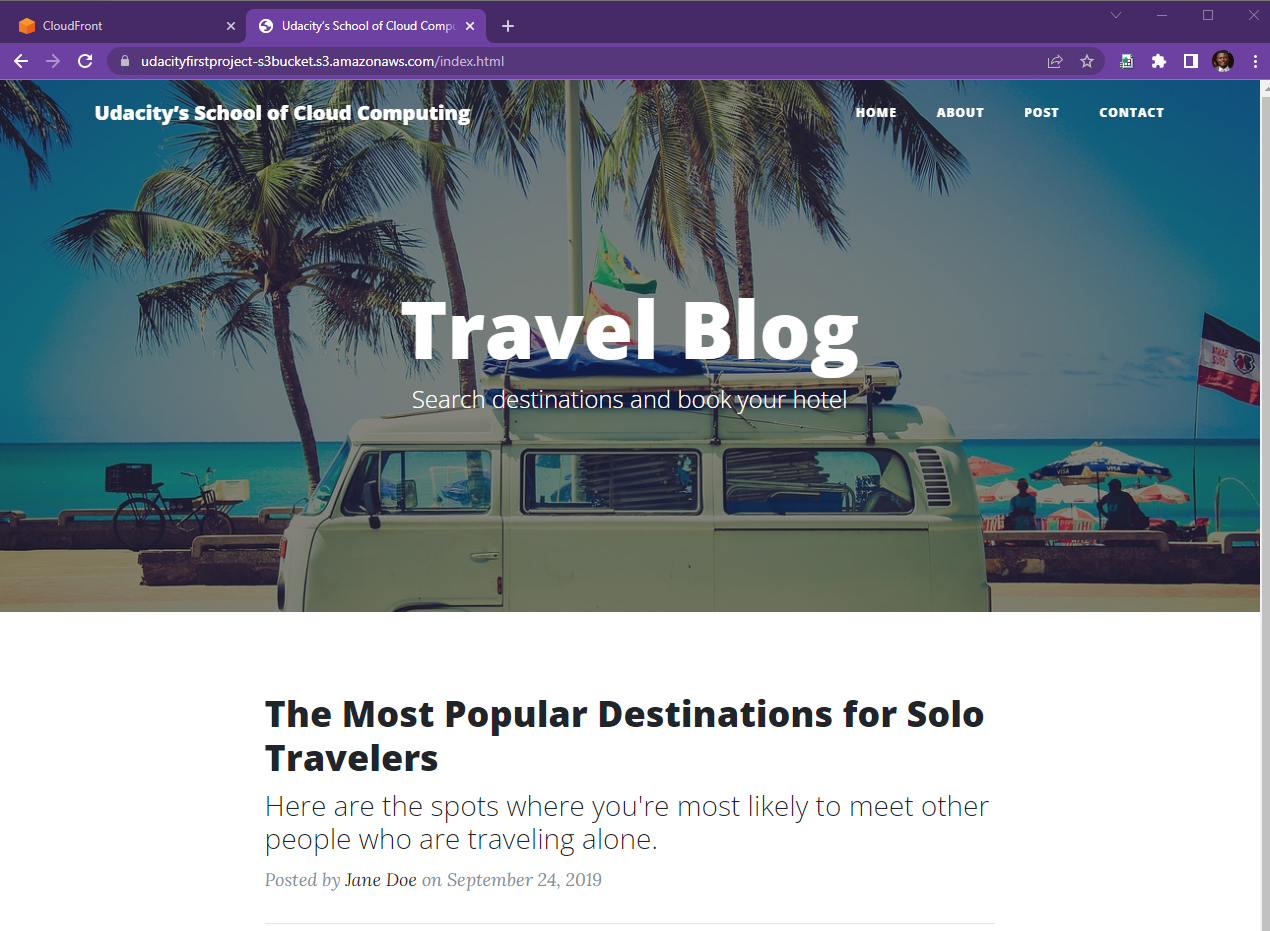 CloudFront
Udacity’s School of Cloud Compu
udacityfirstproject-s3bucket.s3.amazonaws.com/index.html
Udacity’s School of Cloud Computing
HOME ABOUT POST CONTACT
Travel Blog
Search destinations and book your hotel
VISA VISA
The Most Popular Destinations for Solo
Travelers
Here are the spots where you're most likely to meet other
people who are traveling alone.
Posted by Jane Doe on September 24, 2019